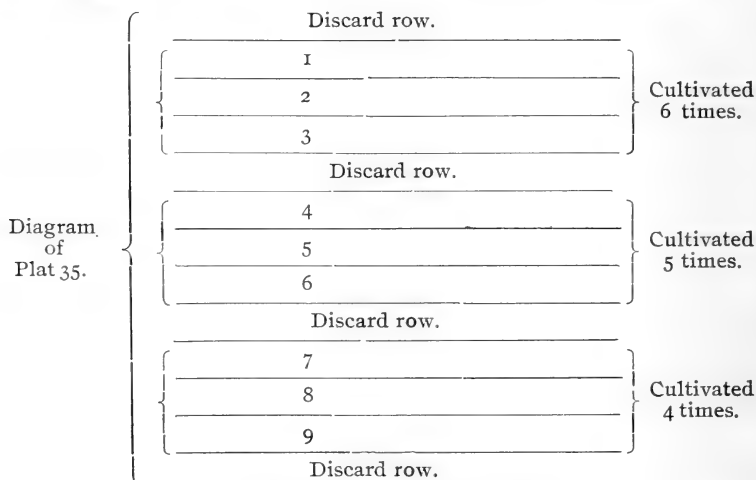 Discard row.
1
2
3
Cultivated
6 times.
Discard row.
Diagram
of
Plat 35.
4
5
6
Cultivated
5 times.
Discard row.
7
8
9
Cultivated
4 times.
Discard row.